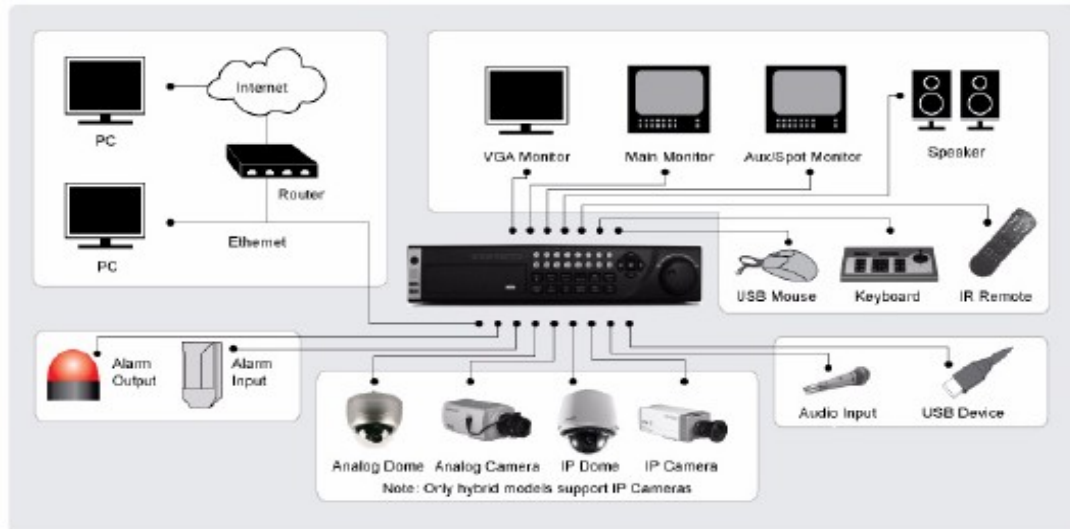 Internet
PC
Router
PC
Ethernet
VGA Monitor
Main Monitor
Aux/Spot Monitor
Speaker
USB Mouse
Keyboard
IR Remote
Alarm
Output
Alarm
Input
Analog Dome
Analog Camera
IP Dome
IP Camera
Note: Only hybrid models support IP Cameras
Audio Input
USB Device